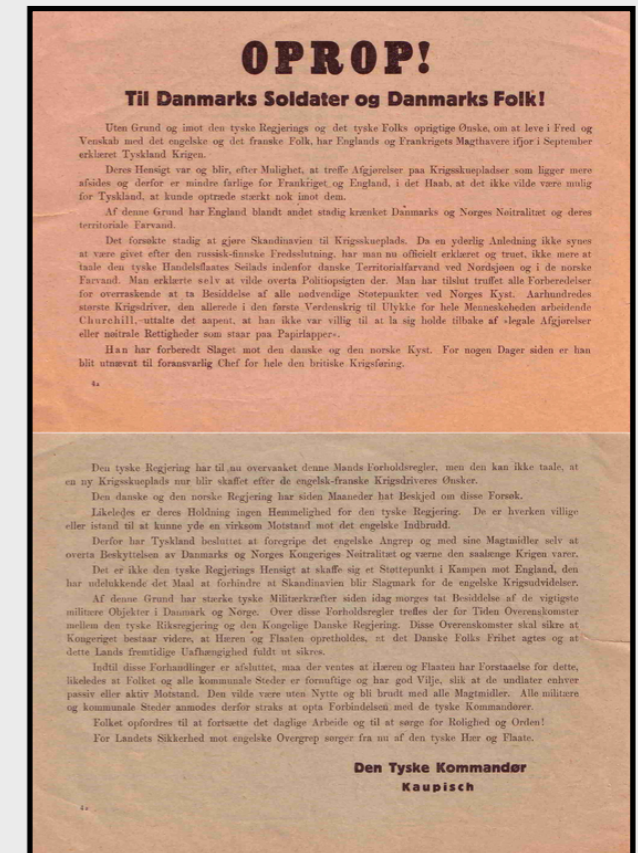 OPROP!
Til Danmarks Soldater og Danmarks Folk!
Uten Grund og imot den tyske Regjerings og det tyske Folks oprigtige Ønske, om at leve i Fred og
Venskab med det engelske og det franske Folk, har Englands og Frankrigets Magthavere ifjor i September
erklæret Tyskland Krigen.
Deres Hensigt var og blir, efter Mulighet, at treffe Afgjørelser paa Krigsskuepladser som ligger mere
afsides og derfor er mindre farlige for Frankriget og England, i det Haab, at det ikke vilde være mulig
for Tyskland, at kunde optræde stærkt nok imot dem.
Af denne Grund har England blandt andet stadig krænket Danmarks og Norges Nøitralitæt og deres
territoriale Farvand.
Det forsøkte stadig at gjøre Skandinavien til Krigsskueplads. Da en yderlig Anledning ikke synes
at være givet efter den russisk-finnske Fredsslutning, har man nu officielt erklæret og truet, ikke mere at
taale den tyske Handelsflaates Seilads indenfor danske Territorialfarvand ved Nordsjøen og i de norske
Farvand. Man erklærte selv at vilde overta Politiopsigten der. Man har tilslut truffet alle Forberedelser
for overraskende at ta Besiddelse af alle nødvendige Støtepunkter ved Norges Kyst. Aarhundredes
største Krigsdriver, den allerede i den første Verdenskrig til Ulykke for hele Menneskeheden arbeidende
Churchill, uttalte det aapent, at han ikke var villig til at la sig holde tilbake af »legale Afgjørelser
eller nøitrale Rettigheder som staar paa Papirlapper«.
Han har forberedt Slaget mot den danske og den norske Kyst. For nogen Dager siden er han
blit utnævnt til foransvarlig Chef for hele den britiske Krigsføring.
4a
Den tyske Regjering har til nu overvaaket denne Mands Forholdsregler, men den kan ikke taale, at
en ny Krigsskueplads nur blir skaffet efter de engelsk-franske Krigsdriveres Ønsker.
Den danske og den norske Regjering har siden Maaneder hat Beskjed om disse Forsøk.
Likeledes er deres Holdning ingen Hemmelighed for den tyske Regjering. De er hverken villige
eller istand til at kunne yde en virksom Motstand mot det engelske Indbrudd.
Derfor har Tyskland besluttet at foregripe det engelske Angrep og med sine Magtmidler selv at
overta Beskyttelsen av Danmarks og Norges Kongeriges Nøitralitæt og værne den saalænge Krigen varer.
Det er ikke den tyske Regjerings Hensigt at skaffe sig et Støttepunkt i Kampen mot England, den
har udelukkende det Maal at forhindre at Skandinavien blir Slagmark for de engelske Krigsudvidelser.
Af denne Grund har stærke tyske Militærkræfter siden idag morges tat Besiddelse af de vigtigste
militære Objekter i Danmark og Norge. Over disse Forholdsregler treffes der for Tiden Overenskomster
mellem den tyske Riksregjering og den Kongelige Danske Regjering. Disse Overenskomster skal sikre at
Kongeriget bestaar videre, at Hæren og Flaaten opretholdes, at det Danske Folks Frihet agtes og at
dette Lands fremtidige Uafhængighed fuldt ut sikres.
Indtil disse Forhandlinger er afsluttet, maa der ventes at Hæren og Flaaten har Forstaaelse for dette,
likeledes at Folket og alle kommunale Steder er fornuftige og har god Vilje, slik at de undlater enhver
passiv eller aktiv Motstand. Den vilde være uten Nytte og bli brudt med alle Magtmidler. Alle militære
og kommunale Steder anmodes derfor straks at opta Forbindelsen med de tyske Kommandører.
Folket opfordres til at fortsætte det daglige Arbeide og til at sørge for Rolighed og Orden!
For Landets Sikkerhed mot engelske Overgrep sørger fra nu af den tyske Hær og Flaate.
Den Tyske Kommandør
Kaupisch
4a